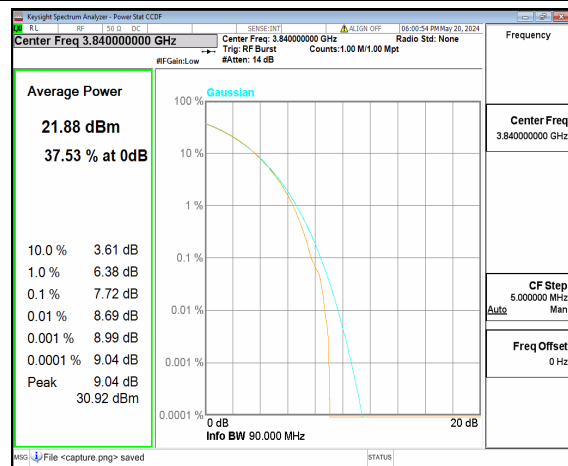 Keysight Spectrum Analyzer - Power Stat CCDF
RL RF 50 Ω DC SENSE:INT ALIGN OFF 06:00:54 PM May 20, 2024
Center Freq 3.840000000 GHz
Center Freq: 3.840000000 GHz Radio Std: None
Trig: RF Burst Counts:1.00 M/1.00 Mpt
#IFGain:Low #Atten: 14 dB
Frequency
Center Freq
3.840000000 GHz
CF Step
5.000000 MHz
Auto Man
Freq Offset
0 Hz
Average Power
21.88 dBm
37.53 % at 0dB
10.0 % 3.61 dB
1.0 % 6.38 dB
0.1 % 7.72 dB
0.01 % 8.69 dB
0.001 % 8.99 dB
0.0001 % 9.04 dB
Peak 9.04 dB
30.92 dBm
Gaussian
100 %
10 %
1 %
0.1 %
0.01 %
0.001 %
0.0001 %
0 dB 20 dB
Info BW 90.000 MHz
MSG File <capture.png> saved STATUS